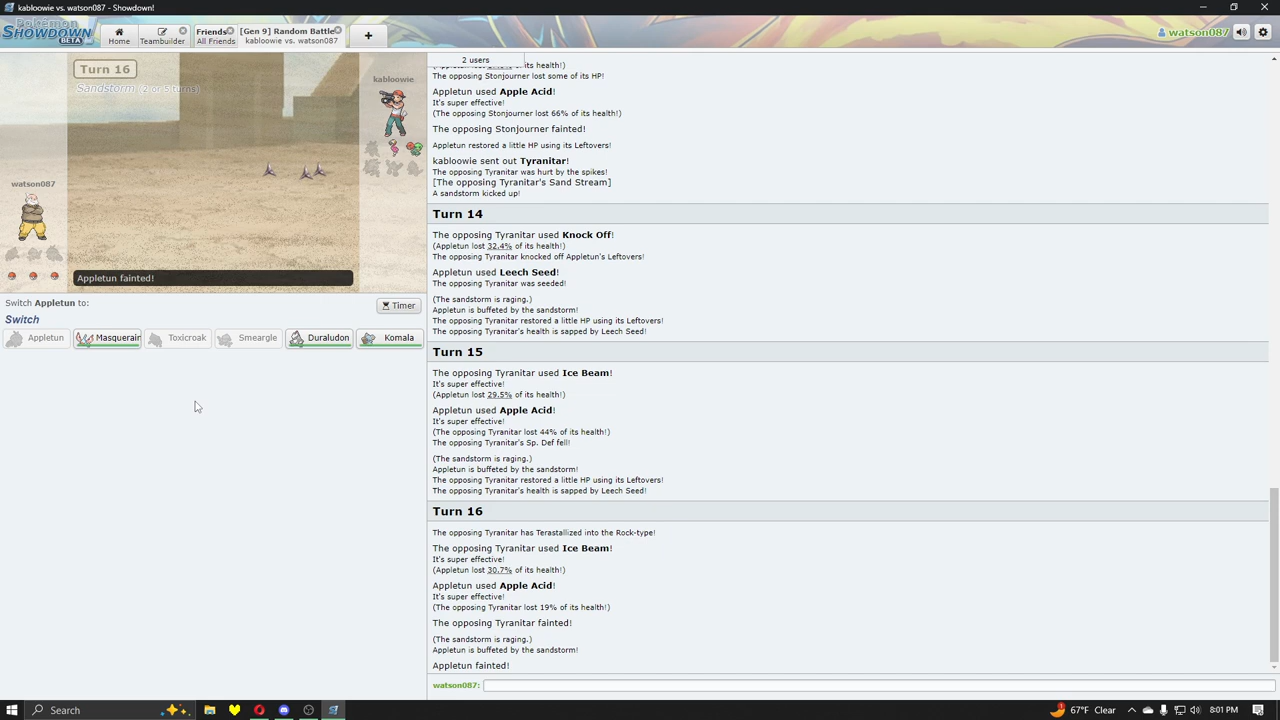 kabloowie vs. watson087 - Showdown!
Pokémon
SHOWDOWN
BETA
Home
Teambuilder
Friends
All Friends
[Gen 9] Random Battle
kabloowie vs. watson087
+
watson087
Turn 16
Sandstorm (2 or 5 turns)
kabloowie
watson087
Appletun fainted!
Switch Appletun to:
Timer
Switch
Appletun
Masquerain
Toxicroak
Smeargle
Duraludon
Komala
2 users
The opposing Stonjourner lost some of its HP!
Appletun used Apple Acid!
It's super effective!
(The opposing Stonjourner lost 66% of its health!)
The opposing Stonjourner fainted!
Appletun restored a little HP using its Leftovers!
kabloowie sent out Tyranitar!
The opposing Tyranitar was hurt by the spikes!
[The opposing Tyranitar's Sand Stream]
A sandstorm kicked up!
Turn 14
The opposing Tyranitar used Knock Off!
(Appletun lost 32.4% of its health!)
The opposing Tyranitar knocked off Appletun's Leftovers!
Appletun used Leech Seed!
The opposing Tyranitar was seeded!
(The sandstorm is raging.)
Appletun is buffeted by the sandstorm!
The opposing Tyranitar restored a little HP using its Leftovers!
The opposing Tyranitar's health is sapped by Leech Seed!
Turn 15
The opposing Tyranitar used Ice Beam!
It's super effective!
(Appletun lost 29.5% of its health!)
Appletun used Apple Acid!
It's super effective!
(The opposing Tyranitar lost 44% of its health!)
The opposing Tyranitar's Sp. Def fell!
(The sandstorm is raging.)
Appletun is buffeted by the sandstorm!
The opposing Tyranitar restored a little HP using its Leftovers!
The opposing Tyranitar's health is sapped by Leech Seed!
Turn 16
The opposing Tyranitar has Terastallized into the Rock-type!
The opposing Tyranitar used Ice Beam!
It's super effective!
(Appletun lost 30.7% of its health!)
Appletun used Apple Acid!
It's super effective!
(The opposing Tyranitar lost 19% of its health!)
The opposing Tyranitar fainted!
(The sandstorm is raging.)
Appletun is buffeted by the sandstorm!
Appletun fainted!
watson087:
Search
1
67°F Clear
8:01 PM